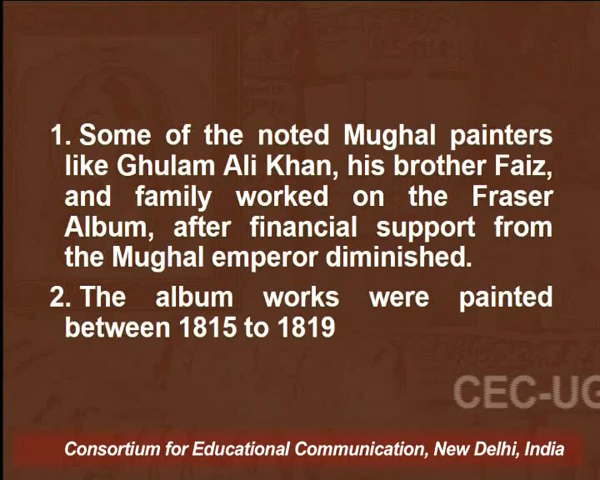 1. Some of the noted Mughal painters
like Ghulam Ali Khan, his brother Faiz,
and family worked on the Fraser
Album, after financial support from
the Mughal emperor diminished.
2. The album works were painted
between 1815 to 1819
CEC-UG
Consortium for Educational Communication, New Delhi, India